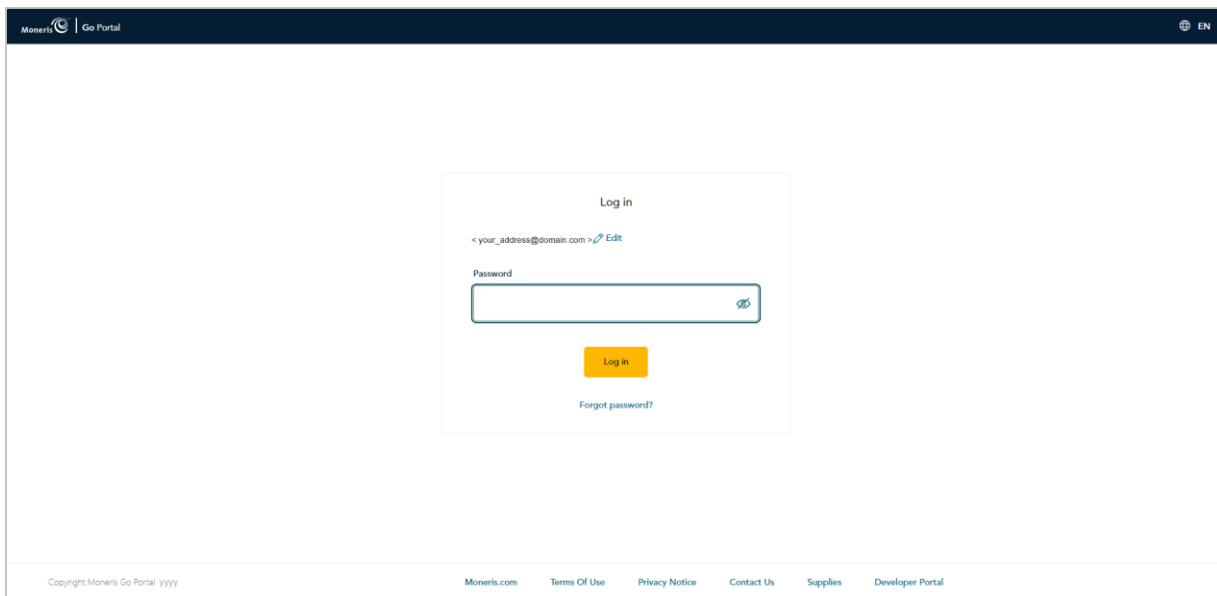 Moneris Go Portal EN
Log in
< your_address@domain.com > Edit
Password
Log in
Forgot password?
Copyright Moneris Go Portal yyyy Moneris.com Terms Of Use Privacy Notice Contact Us Supplies Developer Portal